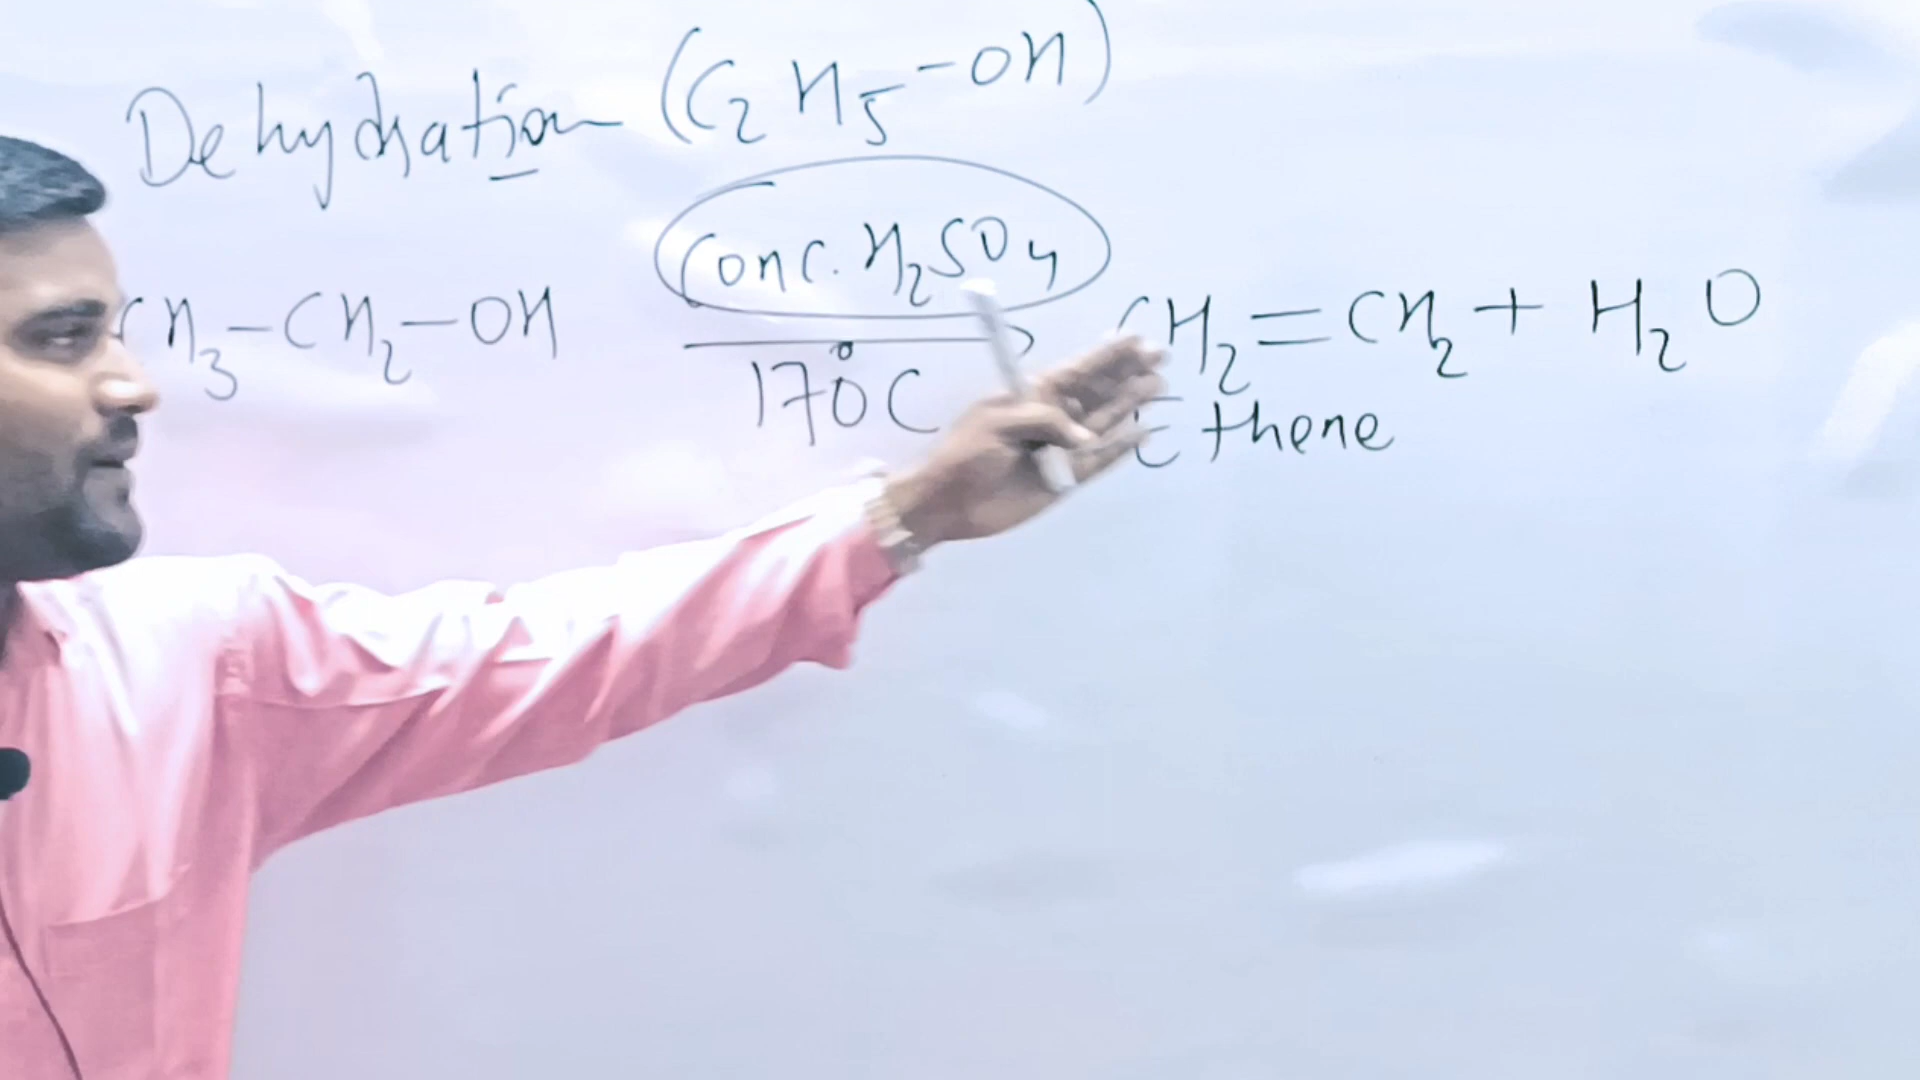 Dehydration (C₂H₅-OH)
Conc. H₂SO₄
CH₃-CH₂-OH → CH₂=CH₂ + H₂O
170°C
Ethene